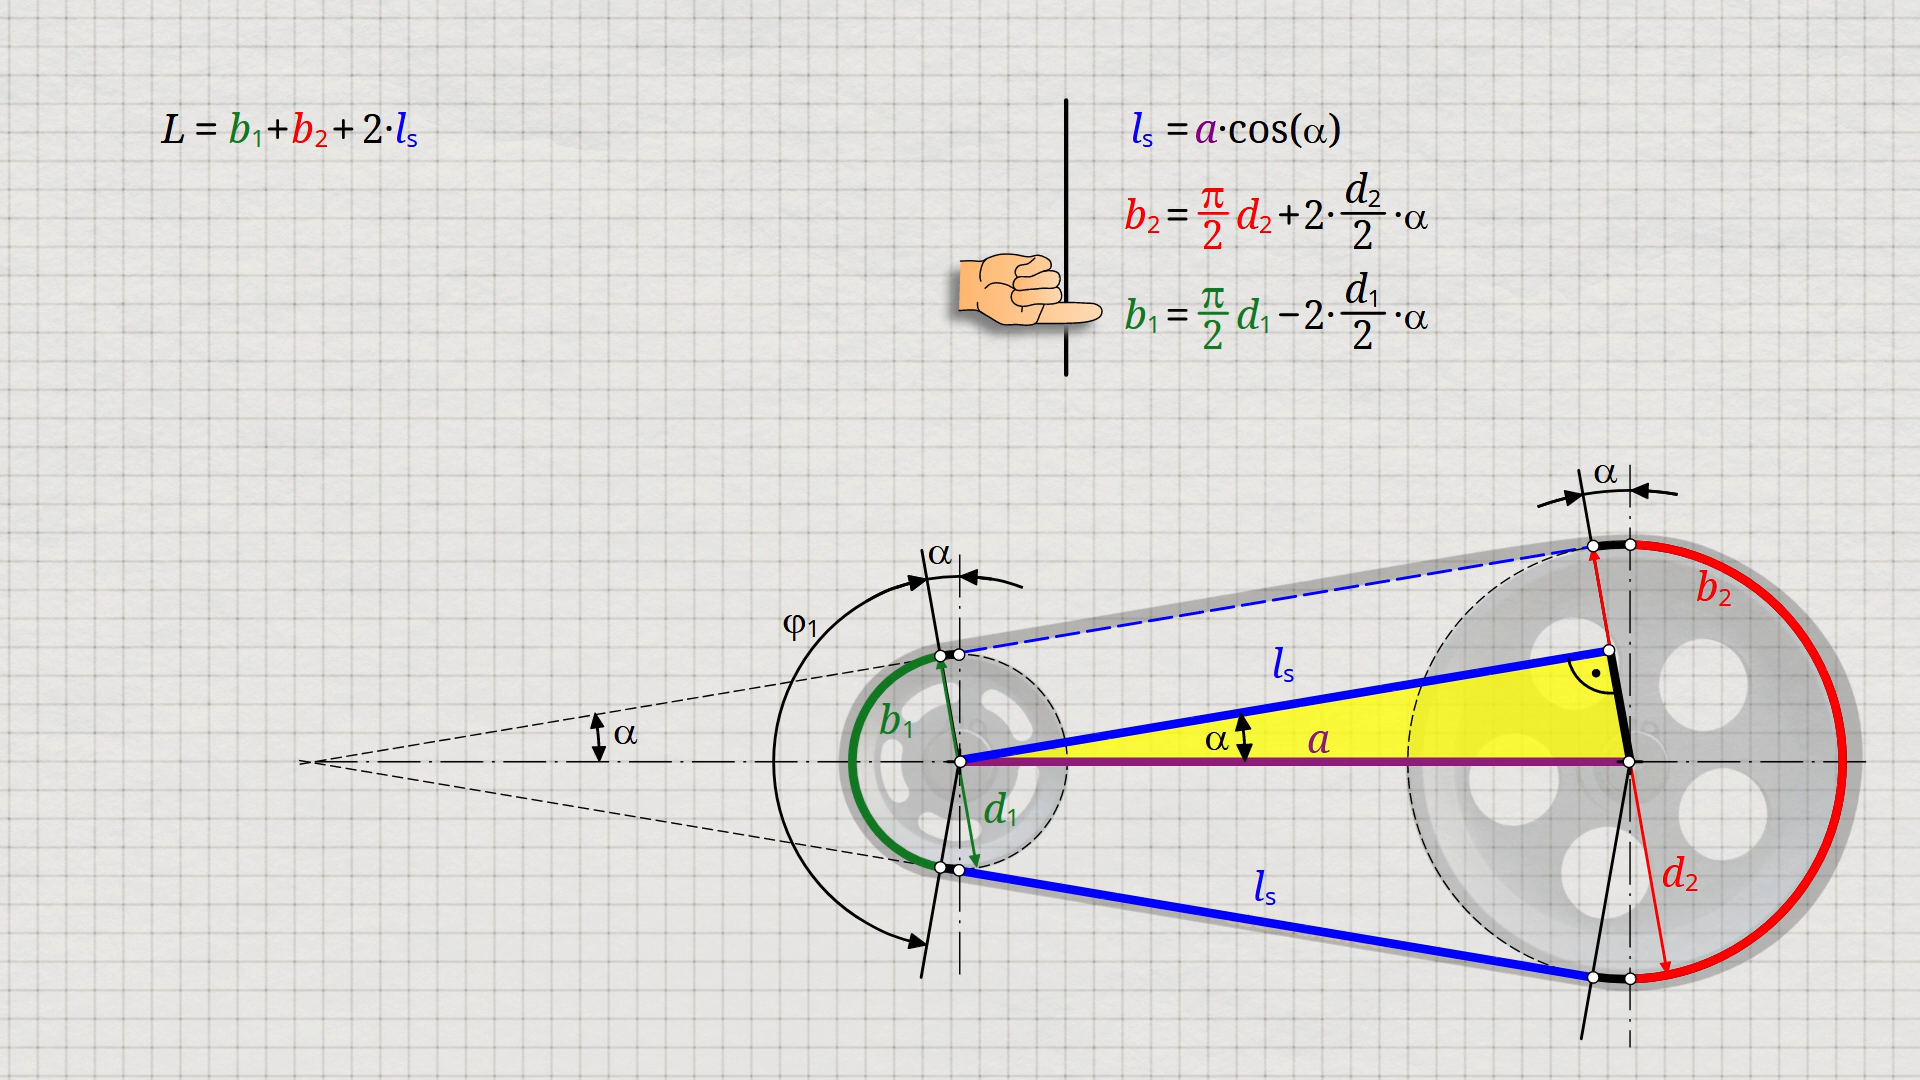 L = b₁+b₂+ 2·lₛ
lₛ =a·cos(α)
b₂= π/2 d₂+2· d₂/2 ·α
b₁= π/2 d₁−2· d₁/2 ·α
α
α
φ₁
b₂
lₛ
b₁
α
α
a
d₁
d₂
lₛ